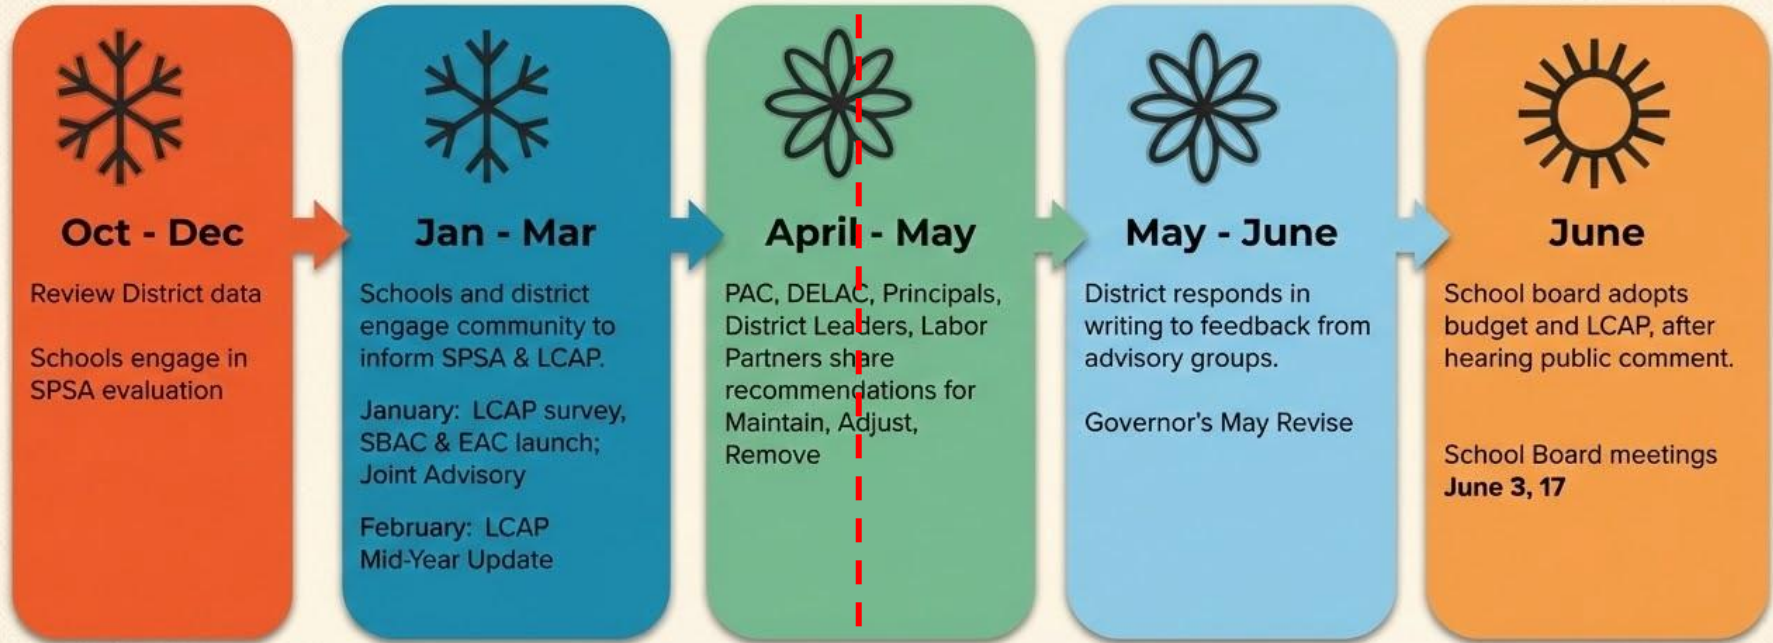 Oct - Dec
Review District data
Schools engage in
SPSA evaluation
Jan - Mar
Schools and district
engage community to
inform SPSA & LCAP.
January: LCAP survey,
SBAC & EAC launch;
Joint Advisory
February: LCAP
Mid-Year Update
April - May
PAC, DELAC, Principals,
District Leaders, Labor
Partners share
recommendations for
Maintain, Adjust,
Remove
May - June
District responds in
writing to feedback from
advisory groups.
Governor's May Revise
June
School board adopts
budget and LCAP, after
hearing public comment.
School Board meetings
June 3, 17